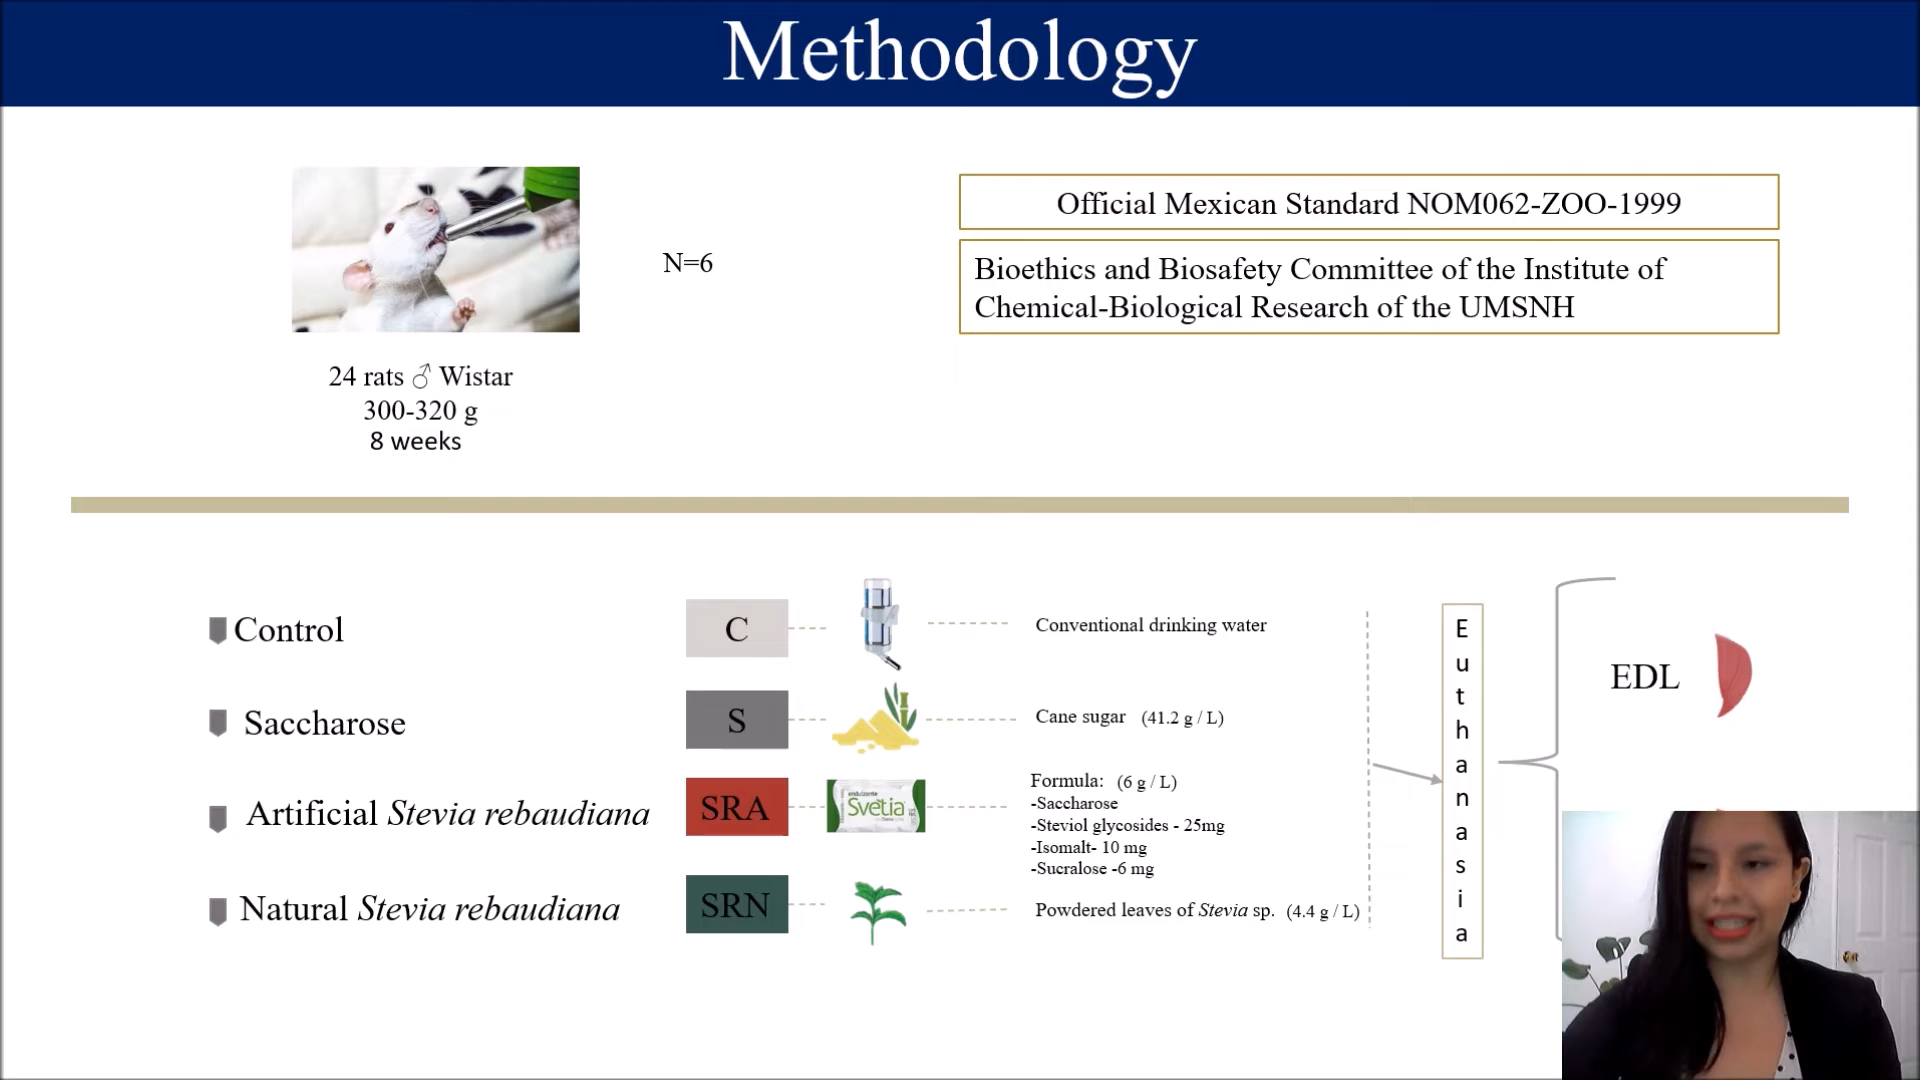 Methodology
N=6
24 rats ♂ Wistar
300-320 g
8 weeks
Official Mexican Standard NOM062-ZOO-1999
Bioethics and Biosafety Committee of the Institute of
Chemical-Biological Research of the UMSNH
Control
C
Conventional drinking water
Saccharose
S
Cane sugar (41.2 g / L)
Artificial Stevia rebaudiana
SRA
endulzante
Svetia
Formula: (6 g / L)
-Saccharose
-Steviol glycosides - 25mg
-Isomalt- 10 mg
-Sucralose -6 mg
Natural Stevia rebaudiana
SRN
Powdered leaves of Stevia sp. (4.4 g / L)
Euthanasia
EDL